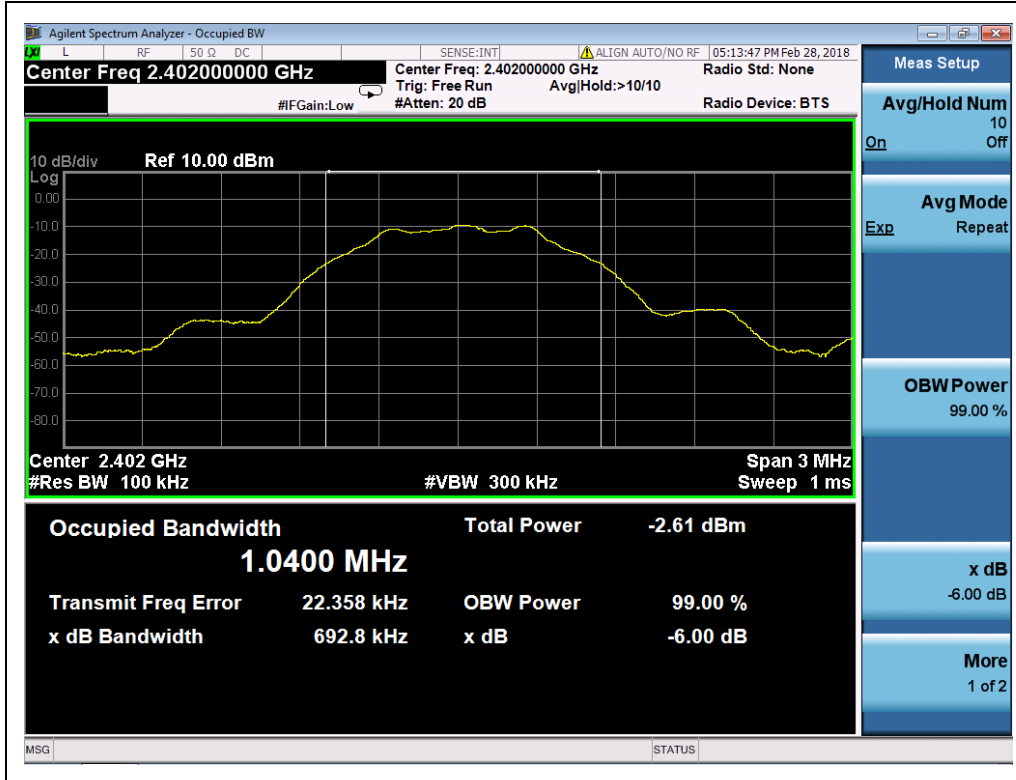 Agilent Spectrum Analyzer - Occupied BW
L RF 50 Ω DC SENSE:INT ALIGN AUTO/NO RF 05:13:47 PM Feb 28, 2018
Center Freq 2.402000000 GHz
Center Freq: 2.402000000 GHz Radio Std: None
Trig: Free Run Avg|Hold:>10/10
#IFGain:Low #Atten: 20 dB Radio Device: BTS
10 dB/div Ref 10.00 dBm
Log
0.00
-10.0
-20.0
-30.0
-40.0
-50.0
-60.0
-70.0
-80.0
Center 2.402 GHz Span 3 MHz
#Res BW 100 kHz #VBW 300 kHz Sweep 1 ms
Occupied Bandwidth Total Power -2.61 dBm
1.0400 MHz
Transmit Freq Error 22.358 kHz OBW Power 99.00 %
x dB Bandwidth 692.8 kHz x dB -6.00 dB
Meas Setup
Avg/Hold Num
10
On Off
Avg Mode
Exp Repeat
OBW Power
99.00 %
x dB
-6.00 dB
More
1 of 2
MSG STATUS